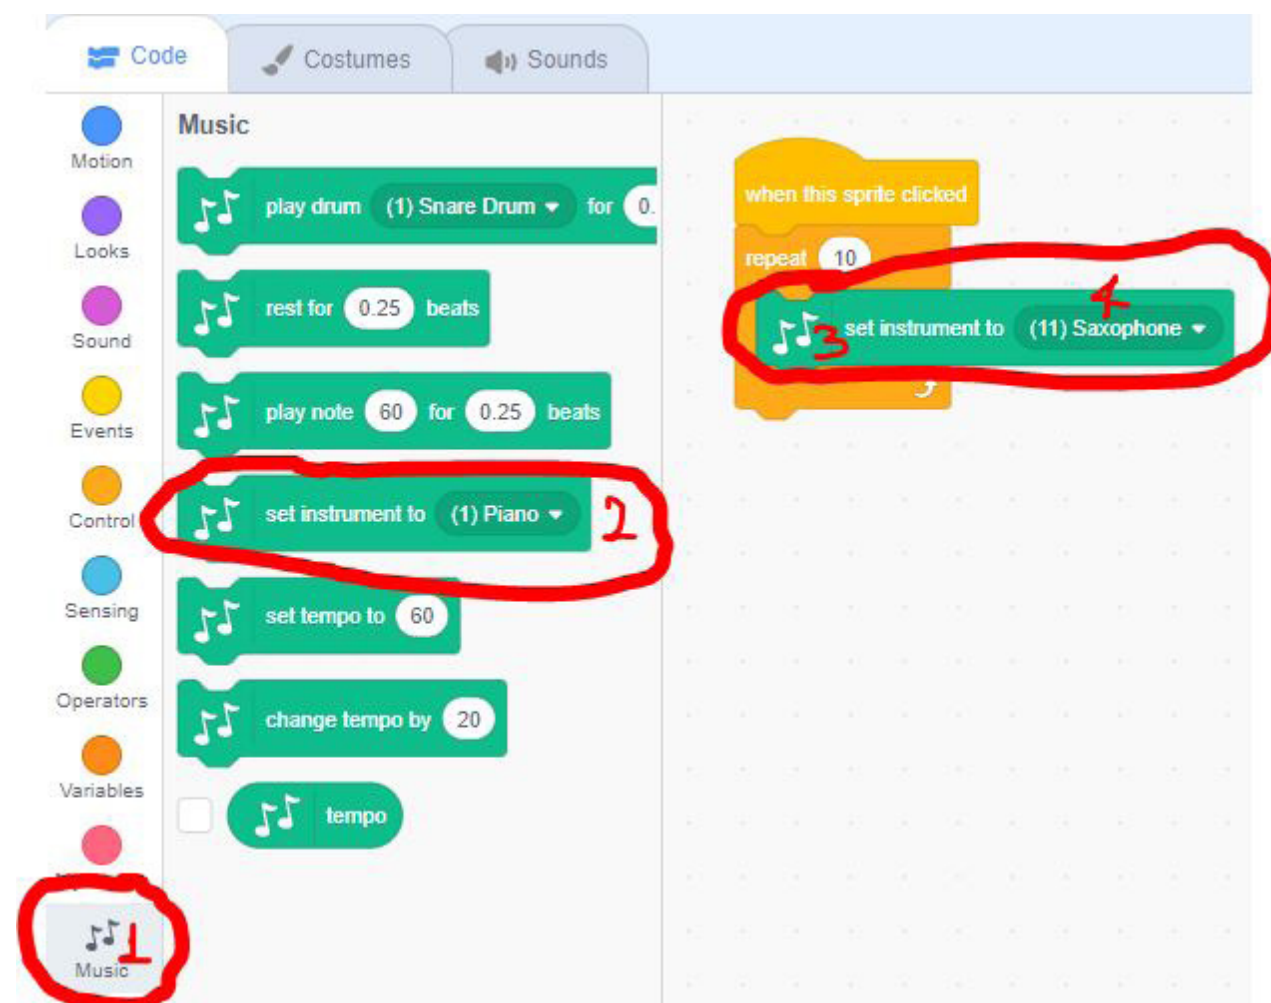 Code Costumes Sounds
Motion
Looks
Sound
Events
Control
Sensing
Operators
Variables
1
Music
Music
play drum (1) Snare Drum for 0.
rest for 0.25 beats
play note 60 for 0.25 beats
set instrument to (1) Piano 2
set tempo to 60
change tempo by 20
tempo
when this sprite clicked
repeat 10
4
3 set instrument to (11) Saxophone